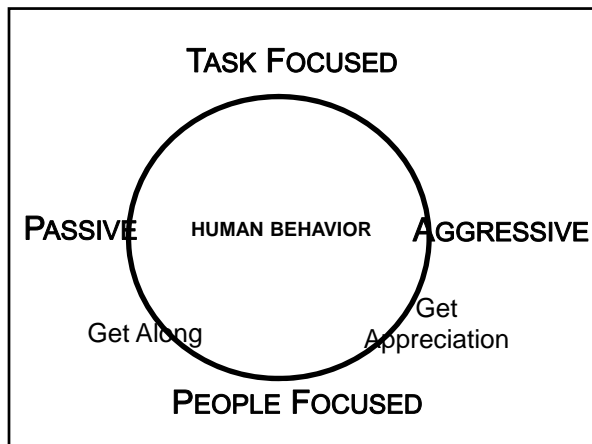 TASK FOCUSED
PASSIVE HUMAN BEHAVIOR AGGRESSIVE
Get Along
Get
Appreciation
PEOPLE FOCUSED